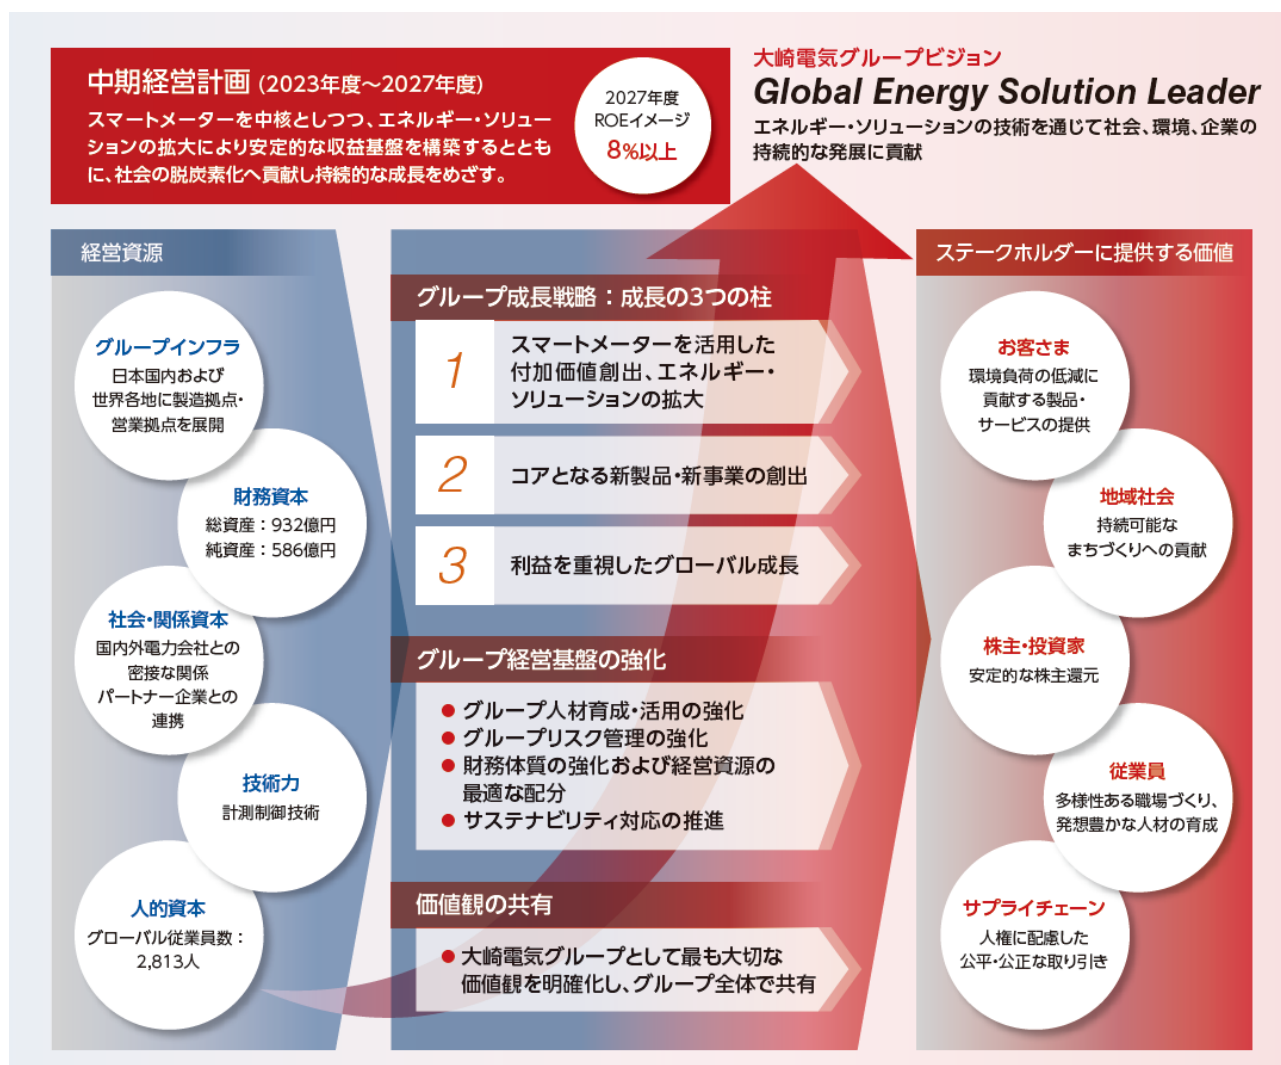 中期経営計画 (2023年度〜2027年度)
スマートメーターを中核としつつ、エネルギー・ソリュー
ションの拡大により安定的な収益基盤を構築するととも
に、社会の脱炭素化へ貢献し持続的な成長をめざす。
2027年度
ROEイメージ
8%以上
大崎電気グループビジョン
Global Energy Solution Leader
エネルギー・ソリューションの技術を通じて社会、環境、企業の
持続的な発展に貢献
経営資源
グループインフラ
日本国内および
世界各地に製造拠点・
営業拠点を展開
財務資本
総資産：932億円
純資産：586億円
社会・関係資本
国内外電力会社との
密接な関係
パートナー企業との
連携
技術力
計測制御技術
人的資本
グローバル従業員数：
2,813人
グループ成長戦略：成長の3つの柱
1
スマートメーターを活用した
付加価値創出、エネルギー・
ソリューションの拡大
2
コアとなる新製品・新事業の創出
3
利益を重視したグローバル成長
グループ経営基盤の強化
● グループ人材育成・活用の強化
● グループリスク管理の強化
● 財務体質の強化および経営資源の
最適な配分
● サステナビリティ対応の推進
価値観の共有
● 大崎電気グループとして最も大切な
価値観を明確化し、グループ全体で共有
ステークホルダーに提供する価値
お客さま
環境負荷の低減に
貢献する製品・
サービスの提供
地域社会
持続可能な
まちづくりへの貢献
株主・投資家
安定的な株主還元
従業員
多様性ある職場づくり、
発想豊かな人材の育成
サプライチェーン
人権に配慮した
公平・公正な取り引き